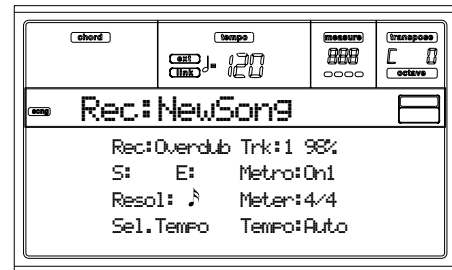 chord tempo measure transpose
ext link ♩= 120 888 C 0
octave
song Rec:NewSong
Rec:Overdub Trk:1 98%
S: E: Metro:On1
Resol: 𝅘𝅥𝅯 Meter:4/4
Sel.Tempo Tempo:Auto